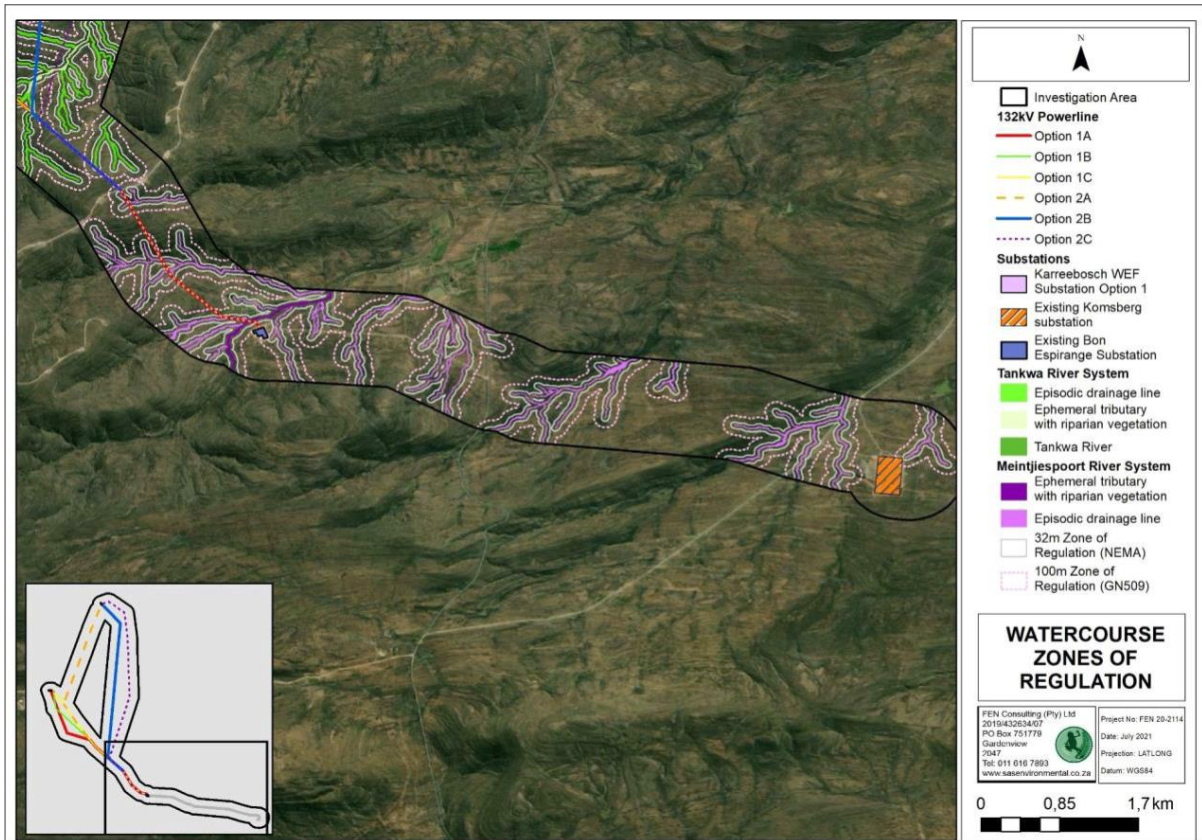 N
Investigation Area
132kV Powerline
Option 1A
Option 1B
Option 1C
Option 2A
Option 2B
Option 2C
Substations
Karreebosch WEF
Substation Option 1
Existing Komsberg
substation
Existing Bon
Espirange Substation
Tankwa River System
Episodic drainage line
Ephemeral tributary
with riparian vegetation
Tankwa River
Meintjiespoort River System
Ephemeral tributary
with riparian vegetation
Episodic drainage line
32m Zone of
Regulation (NEMA)
100m Zone of
Regulation (GN509)
WATERCOURSE
ZONES OF
REGULATION
FEN Consulting (Pty) Ltd
2019/432634/07
PO Box 751779
Gardenview
2047
Tel: 011 616 7893
www.sasenvironmental.co.za
Project No: FEN 20-2114
Date: July 2021
Projection: LATLONG
Datum: WGS84
0 0,85 1,7 km